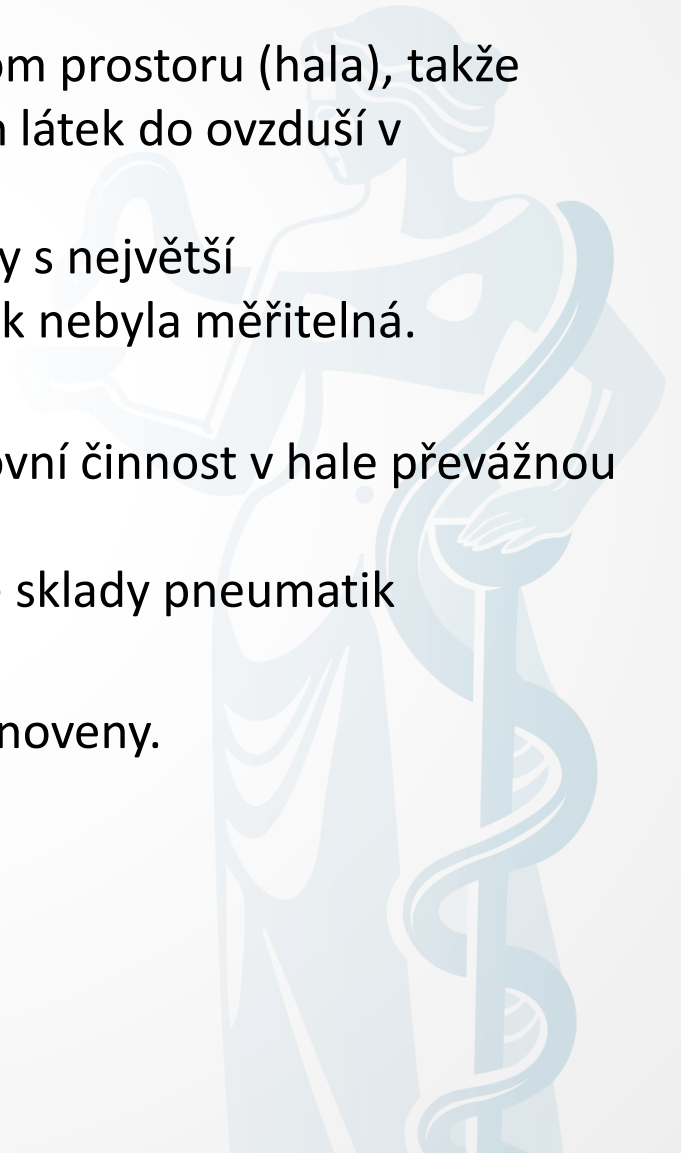 om prostoru (hala), takže
látek do ovzduší v
y s největší
k nebyla měřitelná.
ovní činnost v hale převážnou
sklady pneumatik
noveny.